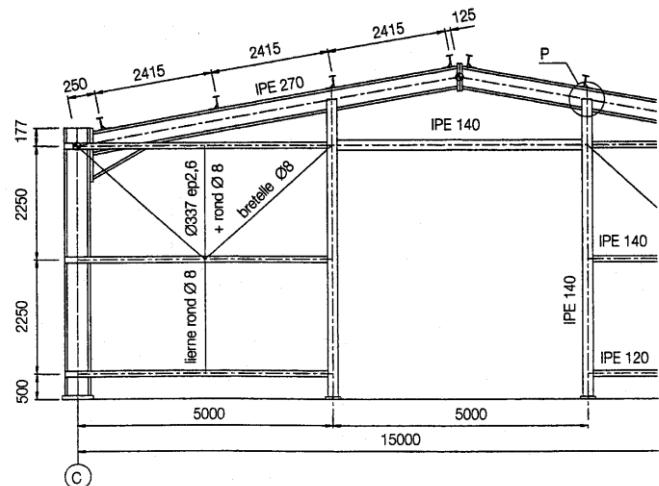 125
2415
2415
2415
P
250
IPE 270
177
IPE 140
Ø337 ep2,6
+ rond Ø 8
bretelle Ø8
2250
IPE 140
lierne rond Ø 8
IPE 140
2250
IPE 120
500
5000
5000
15000
C